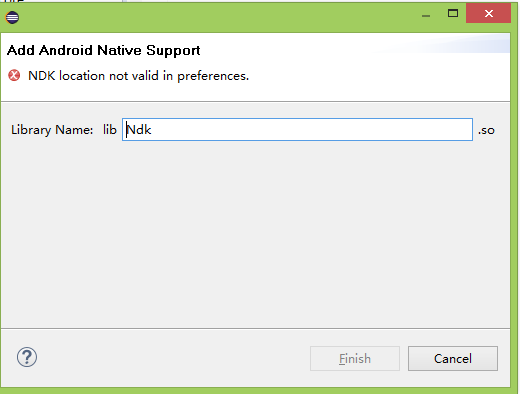 Add Android Native Support
NDK location not valid in preferences.
Library Name: lib Ndk .so
?
Finish Cancel